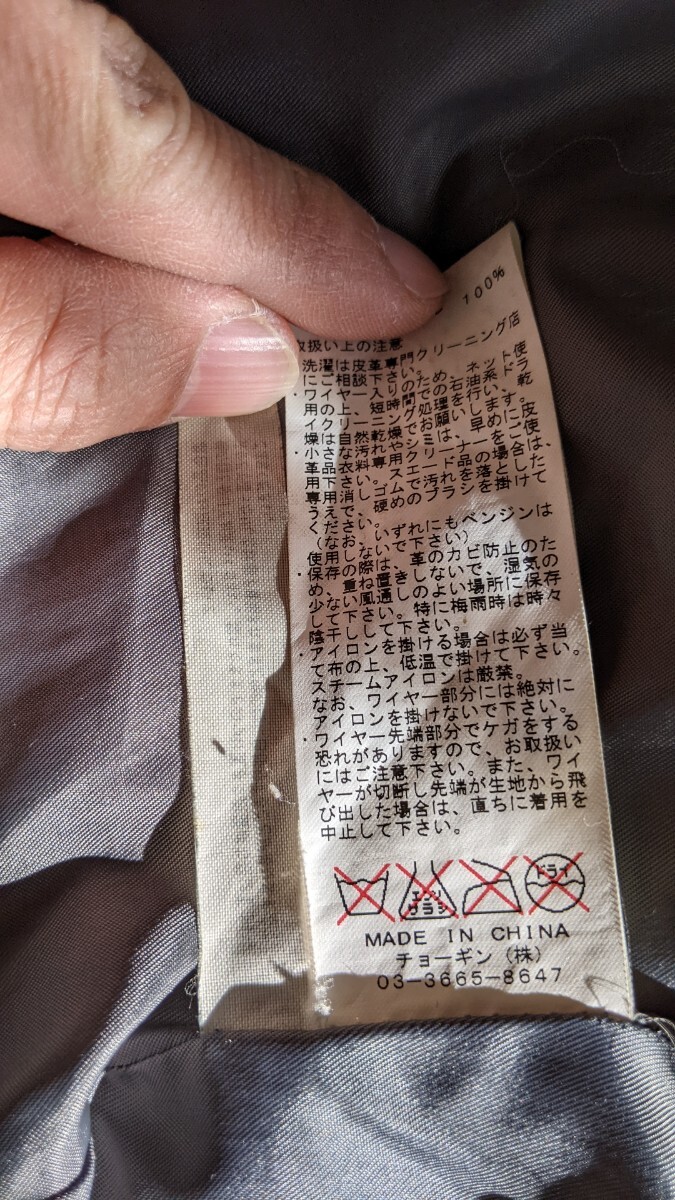 100%
取扱い上の注意
洗濯は皮革専門クリーニング店
にご相談下さい。
・ワイヤー入りのため、ネット使
用の上、短時間での石油系ドラ
イクリーニング処理を行い、乾
燥は自然乾燥でお願いします。
・小さな汚れやシミは、早めに皮
革品衣料専用クリーナーをご使
用下さい。スエード品の場合は、
専用消しゴムで汚れを落とした
うえで、硬めのブラシを掛けて
ください。
(なお、いずれにもベンジンは
使用しないで下さい)
・保存の際は、革のカビ防止のた
め、重ね置きしないで、湿気の
少ない風通しのよい場所に保存
して下さい。特に梅雨時は時々
陰干しして下さい。
・アイロンを掛ける場合は必ず当
て布の上、低温で掛けて下さい。
スチームアイロンは厳禁。
なお、ワイヤー部分には絶対に
アイロンを掛けないで下さい。
・ワイヤー先端部分でケガをする
恐れがありますので、お取扱い
にはご注意下さい。また、ワイ
ヤーが切断し先端が生地から飛
び出した場合は、直ちに着用を
中止して下さい。
エンソ
サラシ
ドライ
MADE IN CHINA
チョーギン(株)
03-3665-8647